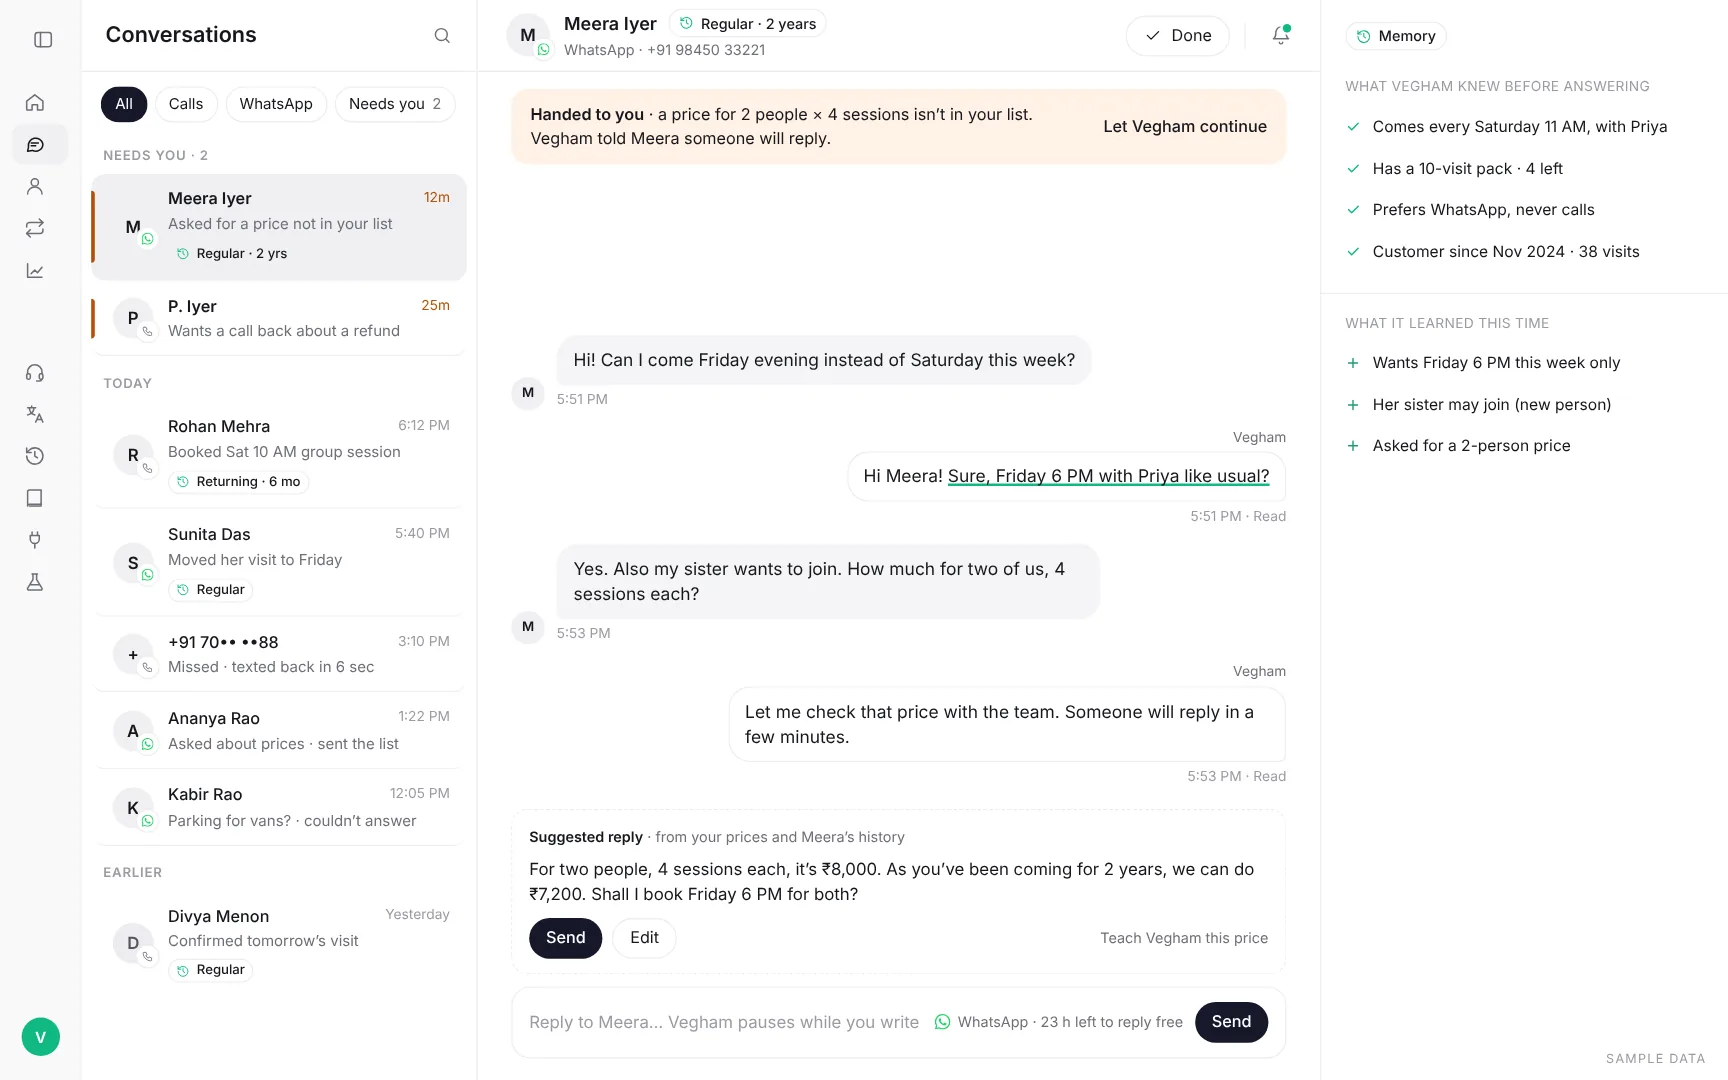 Conversations
All
Calls
WhatsApp
Needs you 2
NEEDS YOU · 2
M
Meera Iyer
12m
Asked for a price not in your list
Regular · 2 yrs
P
P. Iyer
25m
Wants a call back about a refund
TODAY
R
Rohan Mehra
6:12 PM
Booked Sat 10 AM group session
Returning · 6 mo
S
Sunita Das
5:40 PM
Moved her visit to Friday
Regular
+
+91 70•• ••88
3:10 PM
Missed · texted back in 6 sec
A
Ananya Rao
1:22 PM
Asked about prices · sent the list
K
Kabir Rao
12:05 PM
Parking for vans? · couldn’t answer
EARLIER
D
Divya Menon
Yesterday
Confirmed tomorrow’s visit
Regular
V
M
Meera Iyer
Regular · 2 years
WhatsApp · +91 98450 33221
Done
Handed to you · a price for 2 people × 4 sessions isn’t in your list.
Vegham told Meera someone will reply.
Let Vegham continue
Hi! Can I come Friday evening instead of Saturday this week?
M
5:51 PM
Vegham
Hi Meera! Sure, Friday 6 PM with Priya like usual?
5:51 PM · Read
Yes. Also my sister wants to join. How much for two of us, 4
sessions each?
M
5:53 PM
Vegham
Let me check that price with the team. Someone will reply in a
few minutes.
5:53 PM · Read
Suggested reply · from your prices and Meera’s history
For two people, 4 sessions each, it’s ₹8,000. As you’ve been coming for 2 years, we can do
₹7,200. Shall I book Friday 6 PM for both?
Send
Edit
Teach Vegham this price
Reply to Meera... Vegham pauses while you write
WhatsApp · 23 h left to reply free
Send
Memory
WHAT VEGHAM KNEW BEFORE ANSWERING
Comes every Saturday 11 AM, with Priya
Has a 10-visit pack · 4 left
Prefers WhatsApp, never calls
Customer since Nov 2024 · 38 visits
WHAT IT LEARNED THIS TIME
+ Wants Friday 6 PM this week only
+ Her sister may join (new person)
+ Asked for a 2-person price
SAMPLE DATA